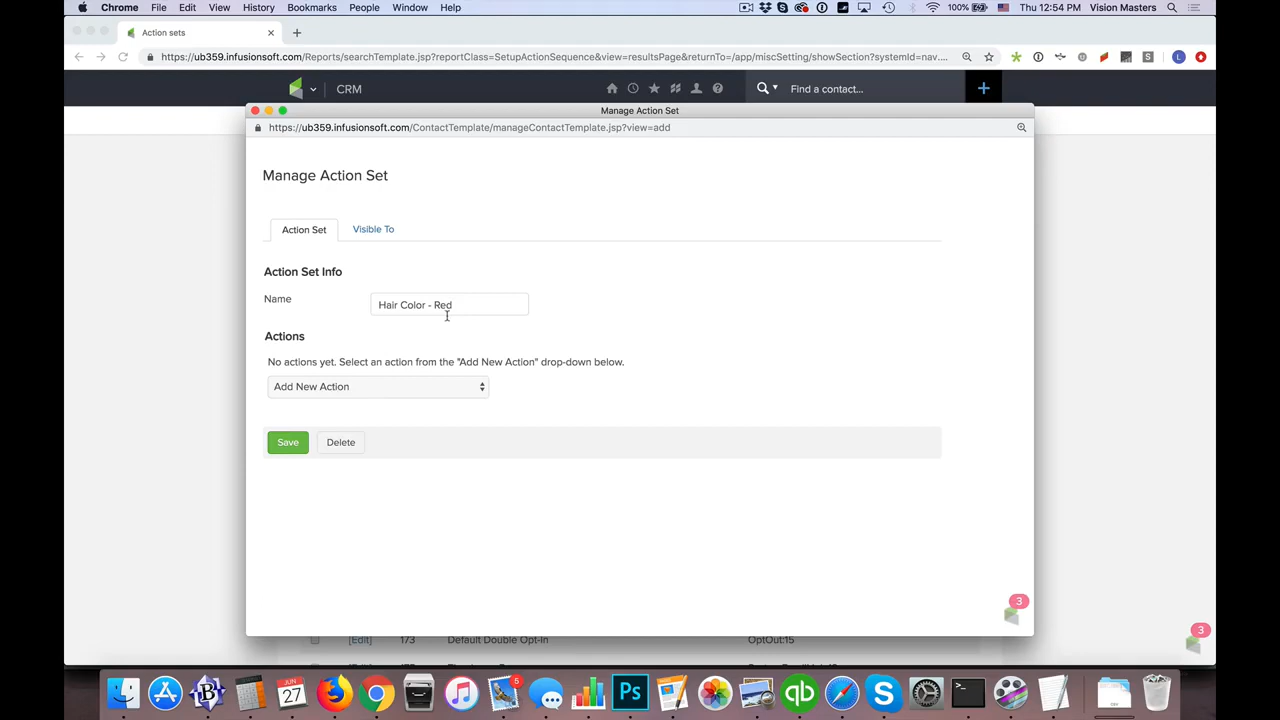 Chrome File Edit View History Bookmarks People Window Help 100% Thu 12:54 PM Vision Masters
Action sets
https://ub359.infusionsoft.com/Reports/searchTemplate.jsp?reportClass=SetupActionSequence&view=resultsPage&returnTo=/app/miscSetting/showSection?systemId=nav.... L
CRM Find a contact...
Manage Action Set
https://ub359.infusionsoft.com/ContactTemplate/manageContactTemplate.jsp?view=add
Manage Action Set
Action Set Visible To
Action Set Info
Name Hair Color - Red
Actions
No actions yet. Select an action from the "Add New Action" drop-down below.
Add New Action
Save Delete
3
3
[Edit] 173 Default Double Opt-In OptOut:15
5
JUN
27
Ps
qb